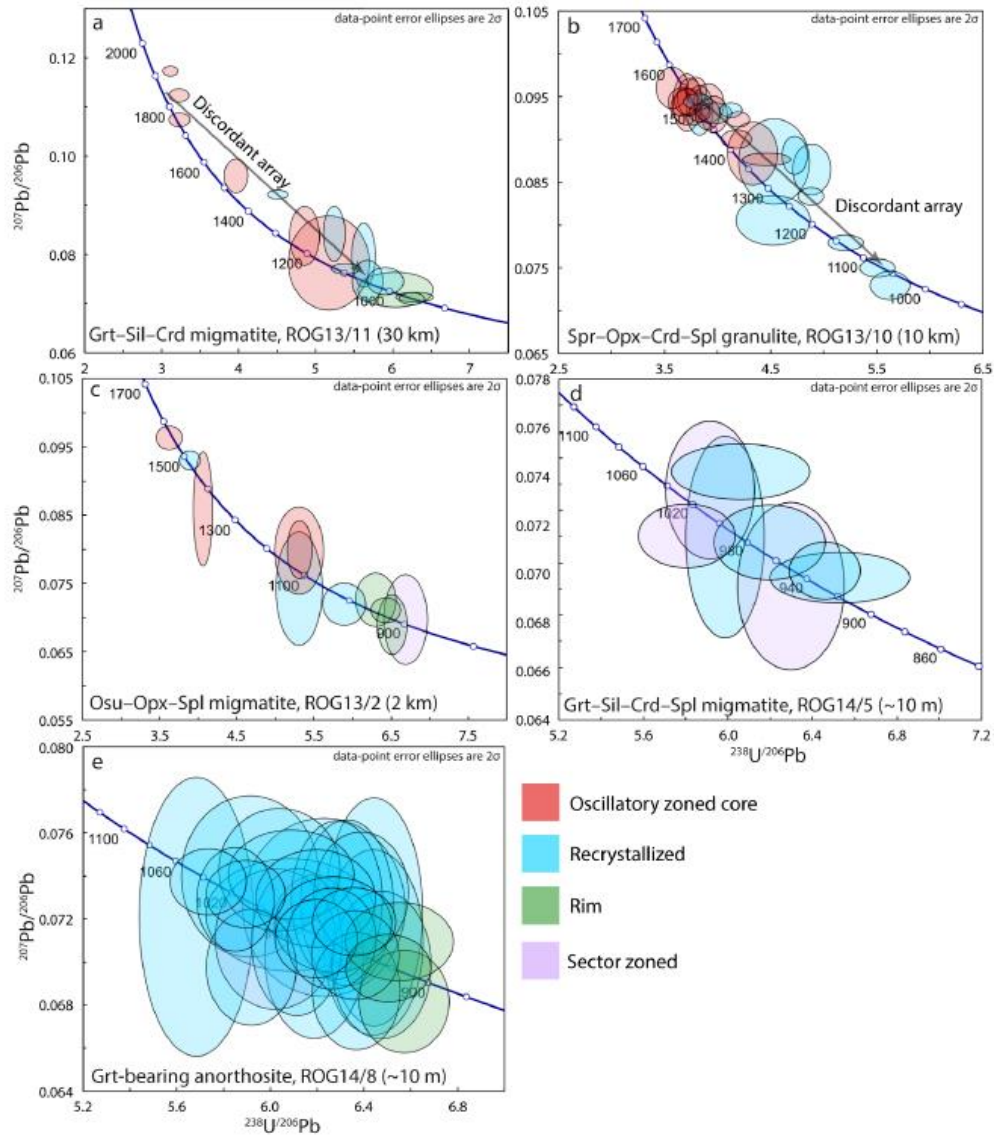 a
data-point error ellipses are 2σ
0.12
0.10
0.08
0.06
²⁰⁷Pb/²⁰⁶Pb
2000
1800
1600
1400
1200
1000
Discordant array
Grt–Sil–Crd migmatite, ROG13/11 (30 km)
2 3 4 5 6 7
b
data-point error ellipses are 2σ
0.105
0.095
0.085
0.075
0.065
1700
1600
1500
1400
1300
1200
1100
1000
Discordant array
Spr–Opx–Crd–Spl granulite, ROG13/10 (10 km)
2.5 3.5 4.5 5.5 6.5
c
data-point error ellipses are 2σ
0.105
0.095
0.085
0.075
0.065
0.055
²⁰⁷Pb/²⁰⁶Pb
1700
1500
1300
1100
900
Osu–Opx–Spl migmatite, ROG13/2 (2 km)
2.5 3.5 4.5 5.5 6.5 7.5
d
data-point error ellipses are 2σ
0.078
0.076
0.074
0.072
0.070
0.068
0.066
0.064
1100
1060
1020
980
940
900
860
Grt–Sil–Crd–Spl migmatite, ROG14/5 (~10 m)
5.2 5.6 6.0 6.4 6.8 7.2
²³⁸U/²⁰⁶Pb
e
data-point error ellipses are 2σ
0.080
0.076
0.072
0.068
0.064
²⁰⁷Pb/²⁰⁶Pb
1100
1060
1020
900
Grt-bearing anorthosite, ROG14/8 (~10 m)
5.2 5.6 6.0 6.4 6.8
²³⁸U/²⁰⁶Pb
Oscillatory zoned core
Recrystallized
Rim
Sector zoned